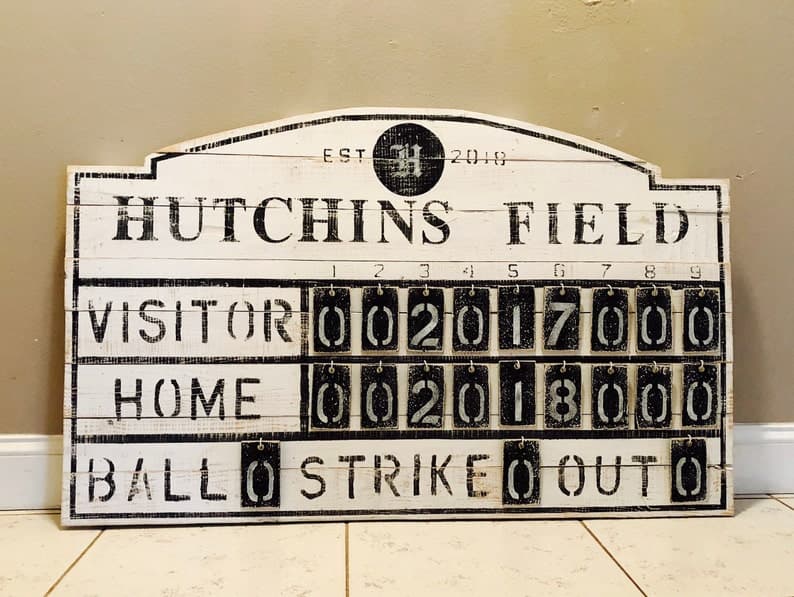 EST H 2018
HUTCHINS FIELD
1 2 3 4 5 6 7 8 9
VISITOR 0 0 2 0 1 7 0 0 0
HOME 0 0 2 0 1 8 0 0 0
BALL 0 STRIKE 0 OUT 0